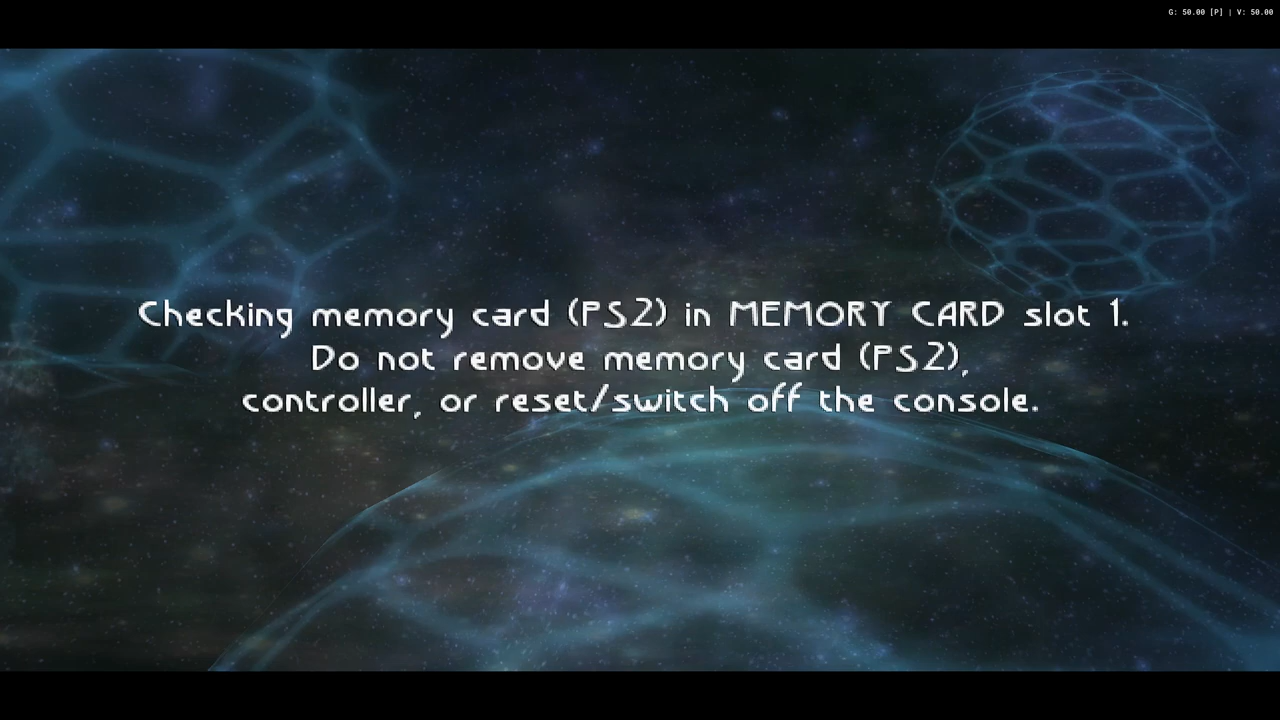 G: 50.00 [P] | V: 50.00
Checking memory card (PS2) in MEMORY CARD slot 1.
Do not remove memory card (PS2),
controller, or reset/switch off the console.